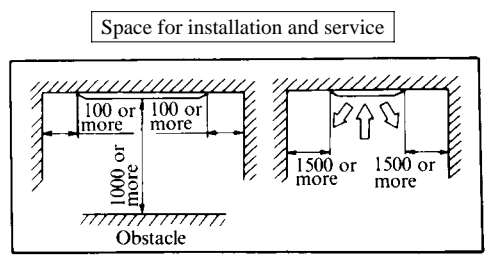 Space for installation and service
100 or
more
100 or
more
1000 or
more
Obstacle
1500 or
more
1500 or
more